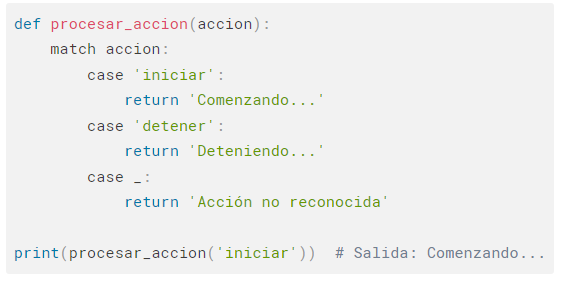 def procesar_accion(accion):
    match accion:
        case 'iniciar':
            return 'Comenzando...'
        case 'detener':
            return 'Deteniendo...'
        case _:
            return 'Acción no reconocida'

print(procesar_accion('iniciar'))  # Salida: Comenzando...